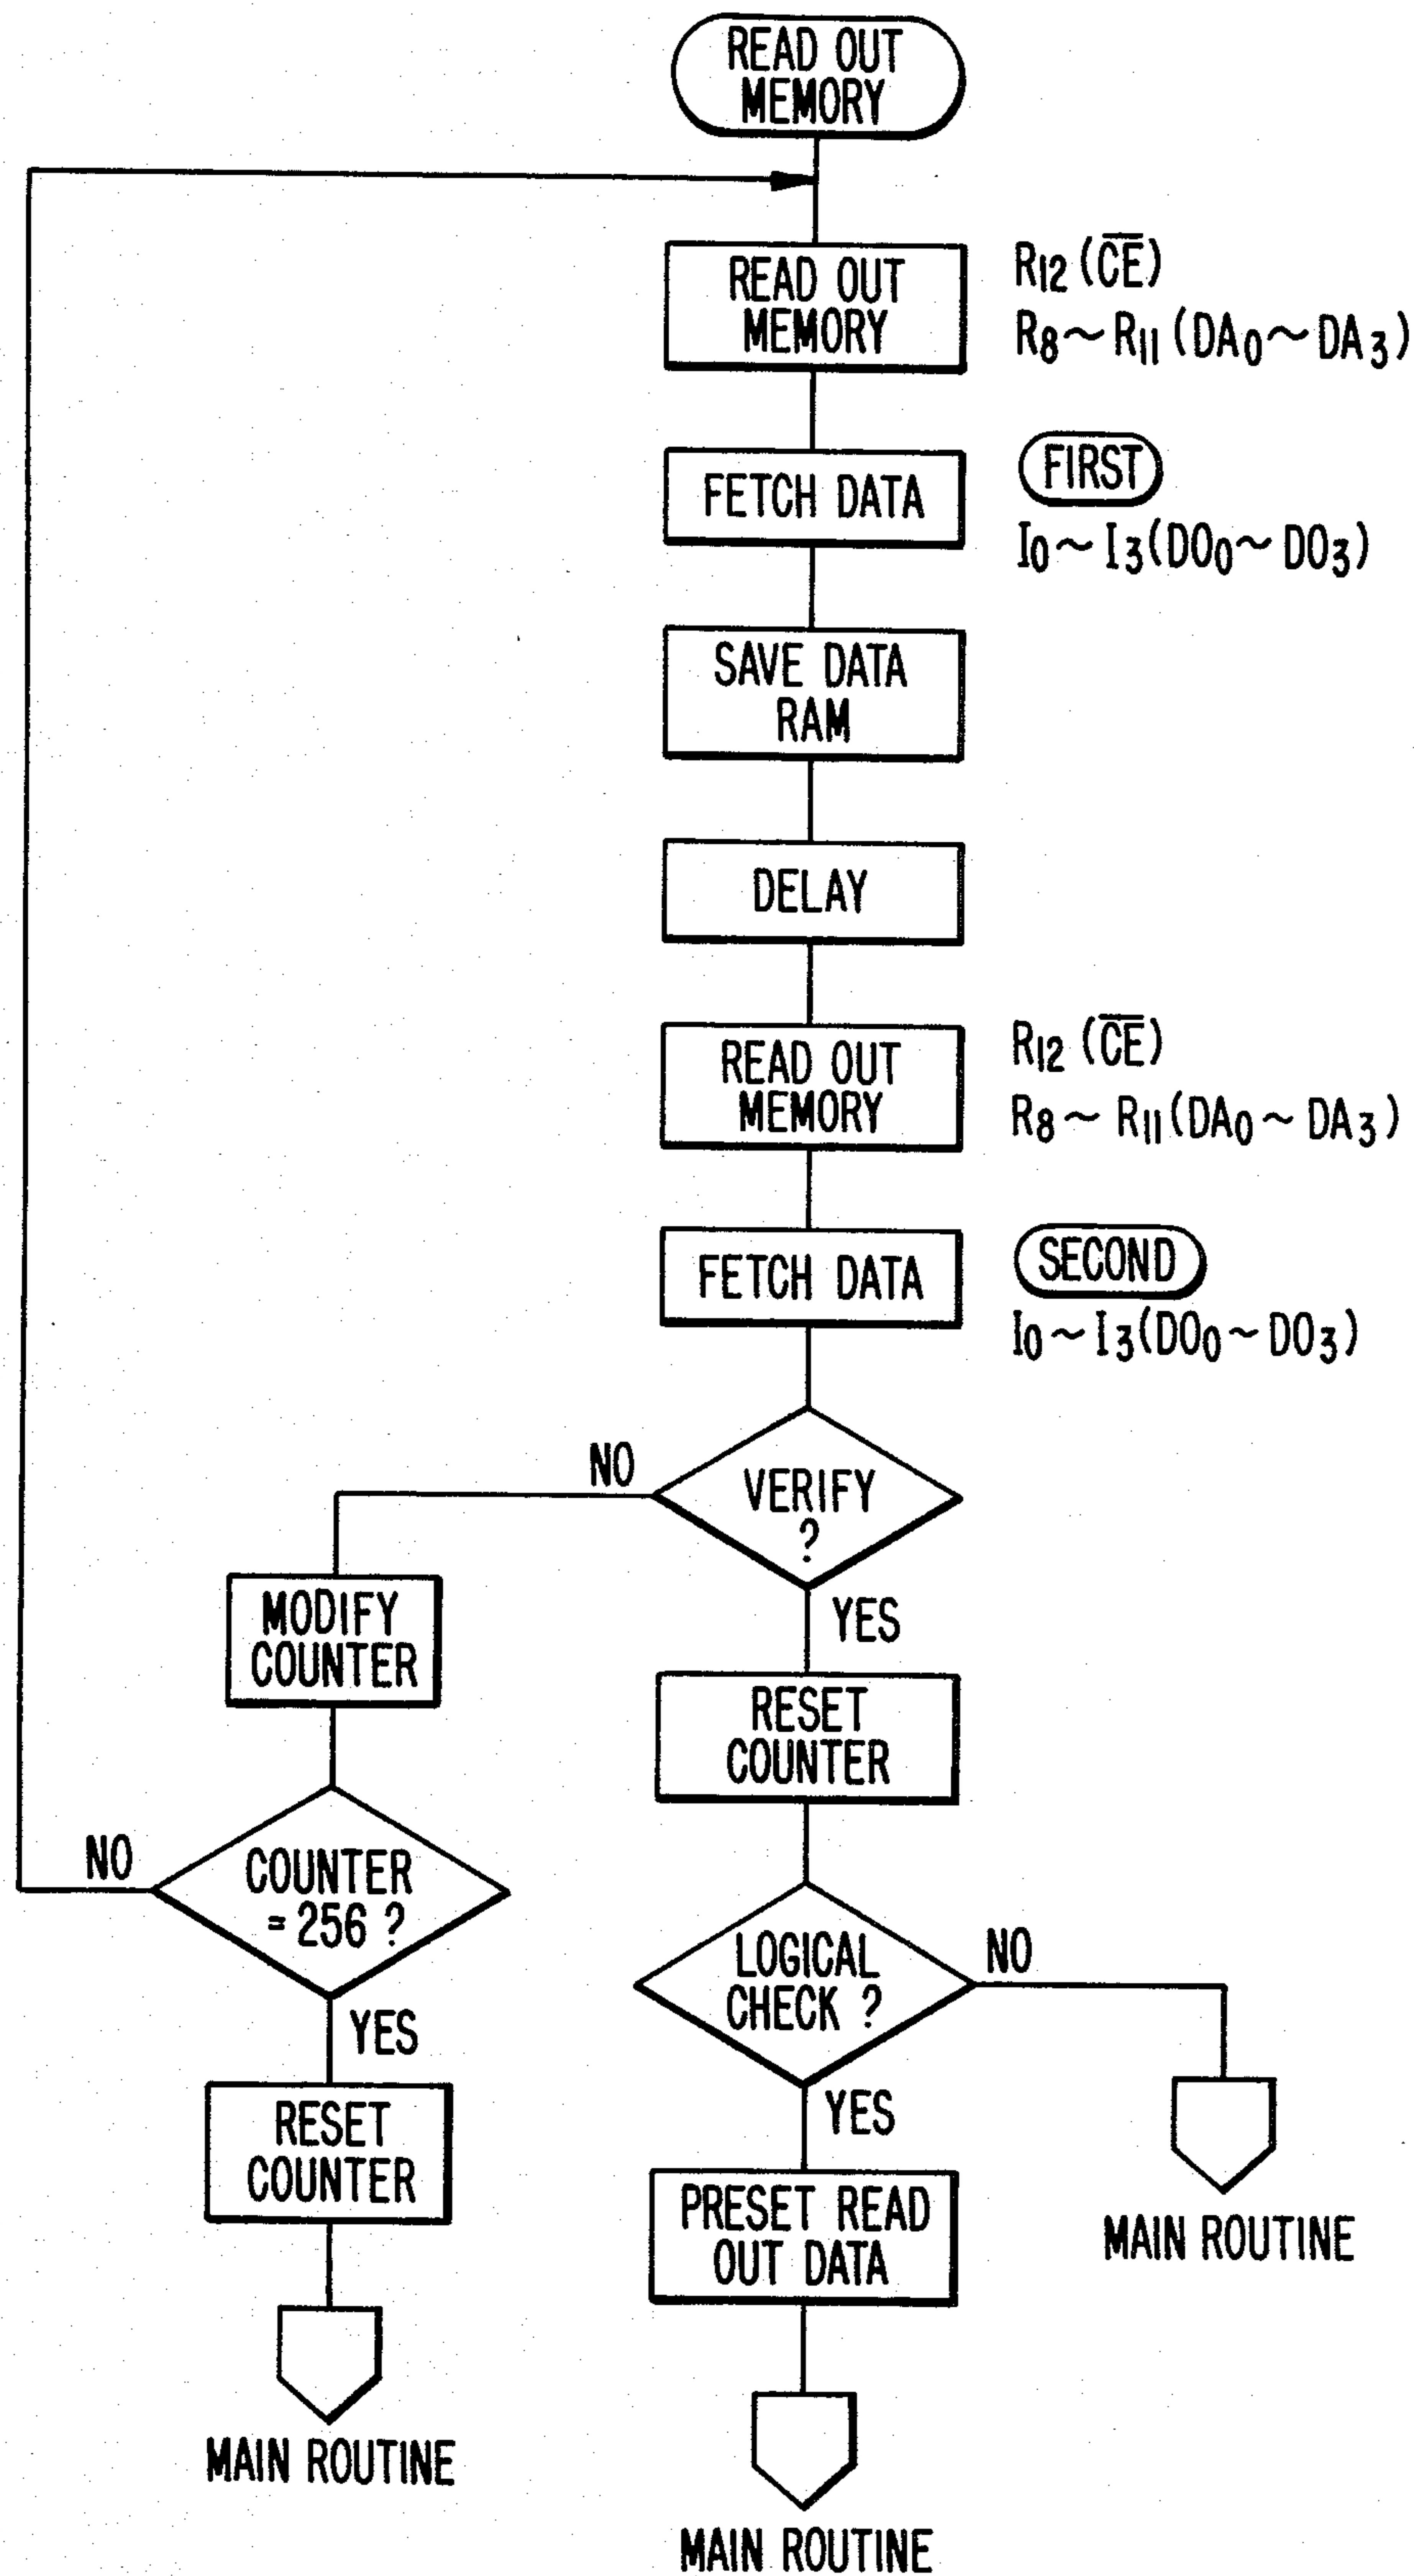 READ OUT
MEMORY
READ OUT
MEMORY
R12 (C̅E̅)
R8~R11 (DA0~DA3)
FETCH DATA
FIRST
I0~I3(DO0~DO3)
SAVE DATA
RAM
DELAY
READ OUT
MEMORY
R12 (C̅E̅)
R8~R11(DA0~DA3)
FETCH DATA
SECOND
I0~I3(DO0~DO3)
VERIFY
?
NO
YES
MODIFY
COUNTER
RESET
COUNTER
COUNTER
= 256 ?
NO
YES
LOGICAL
CHECK ?
NO
YES
RESET
COUNTER
PRESET READ
OUT DATA
MAIN ROUTINE
MAIN ROUTINE
MAIN ROUTINE